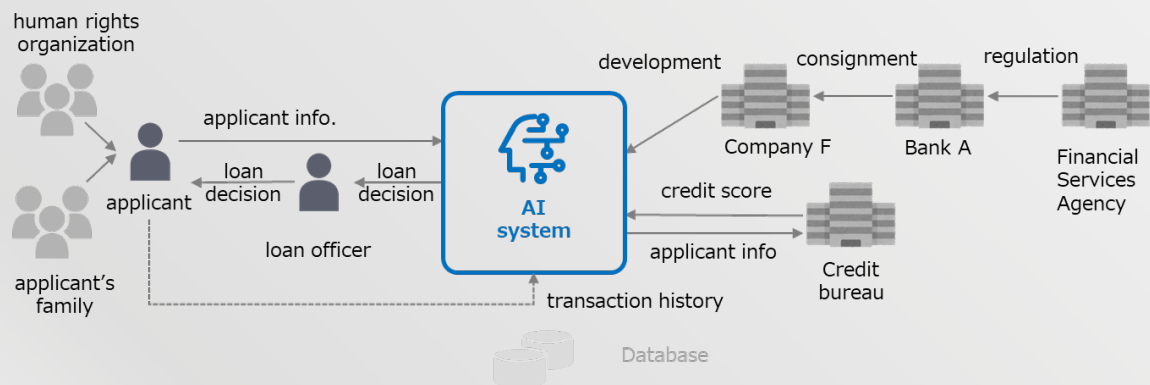 human rights
organization
applicant info.
applicant
loan
decision
loan
decision
loan officer
applicant's
family
AI
system
development
consignment
regulation
Company F
Bank A
Financial
Services
Agency
credit score
applicant info
Credit
bureau
transaction history
Database